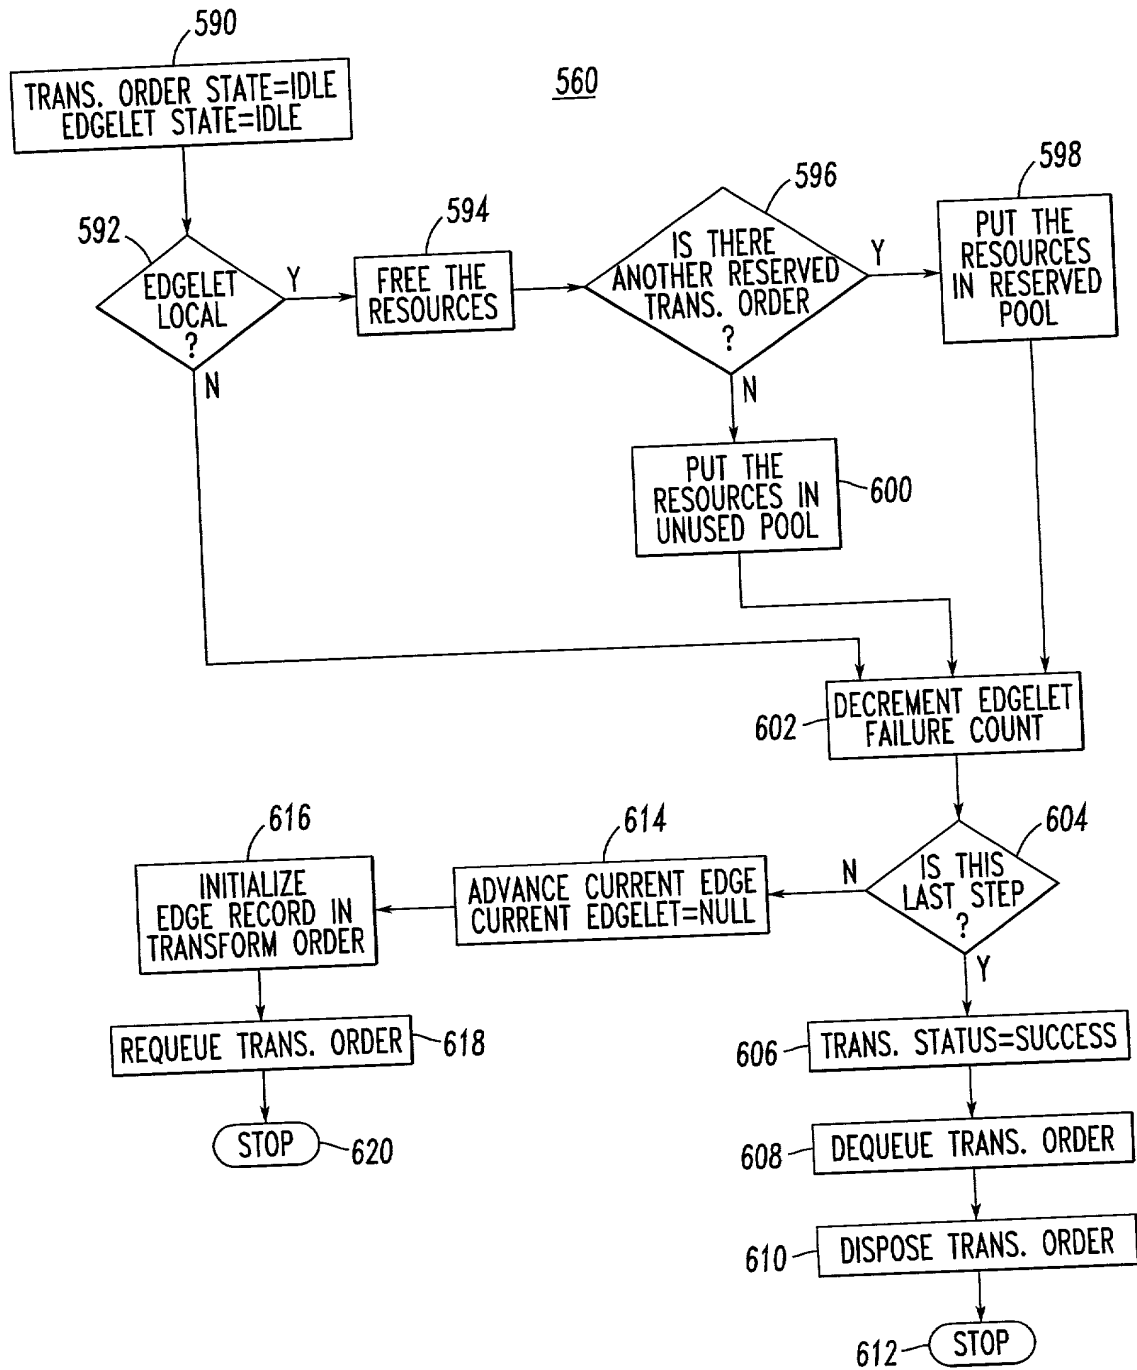 590
560
TRANS. ORDER STATE=IDLE
EDGELET STATE=IDLE
592
EDGELET
LOCAL
?
Y
N
594
FREE THE
RESOURCES
596
IS THERE
ANOTHER RESERVED
TRANS. ORDER
?
Y
N
598
PUT THE
RESOURCES
IN RESERVED
POOL
PUT THE
RESOURCES IN
UNUSED POOL
600
602
DECREMENT EDGELET
FAILURE COUNT
604
IS THIS
LAST STEP
?
N
Y
614
ADVANCE CURRENT EDGE
CURRENT EDGELET=NULL
616
INITIALIZE
EDGE RECORD IN
TRANSFORM ORDER
REQUEUE TRANS. ORDER
618
STOP
620
606
TRANS. STATUS=SUCCESS
608
DEQUEUE TRANS. ORDER
610
DISPOSE TRANS. ORDER
612
STOP